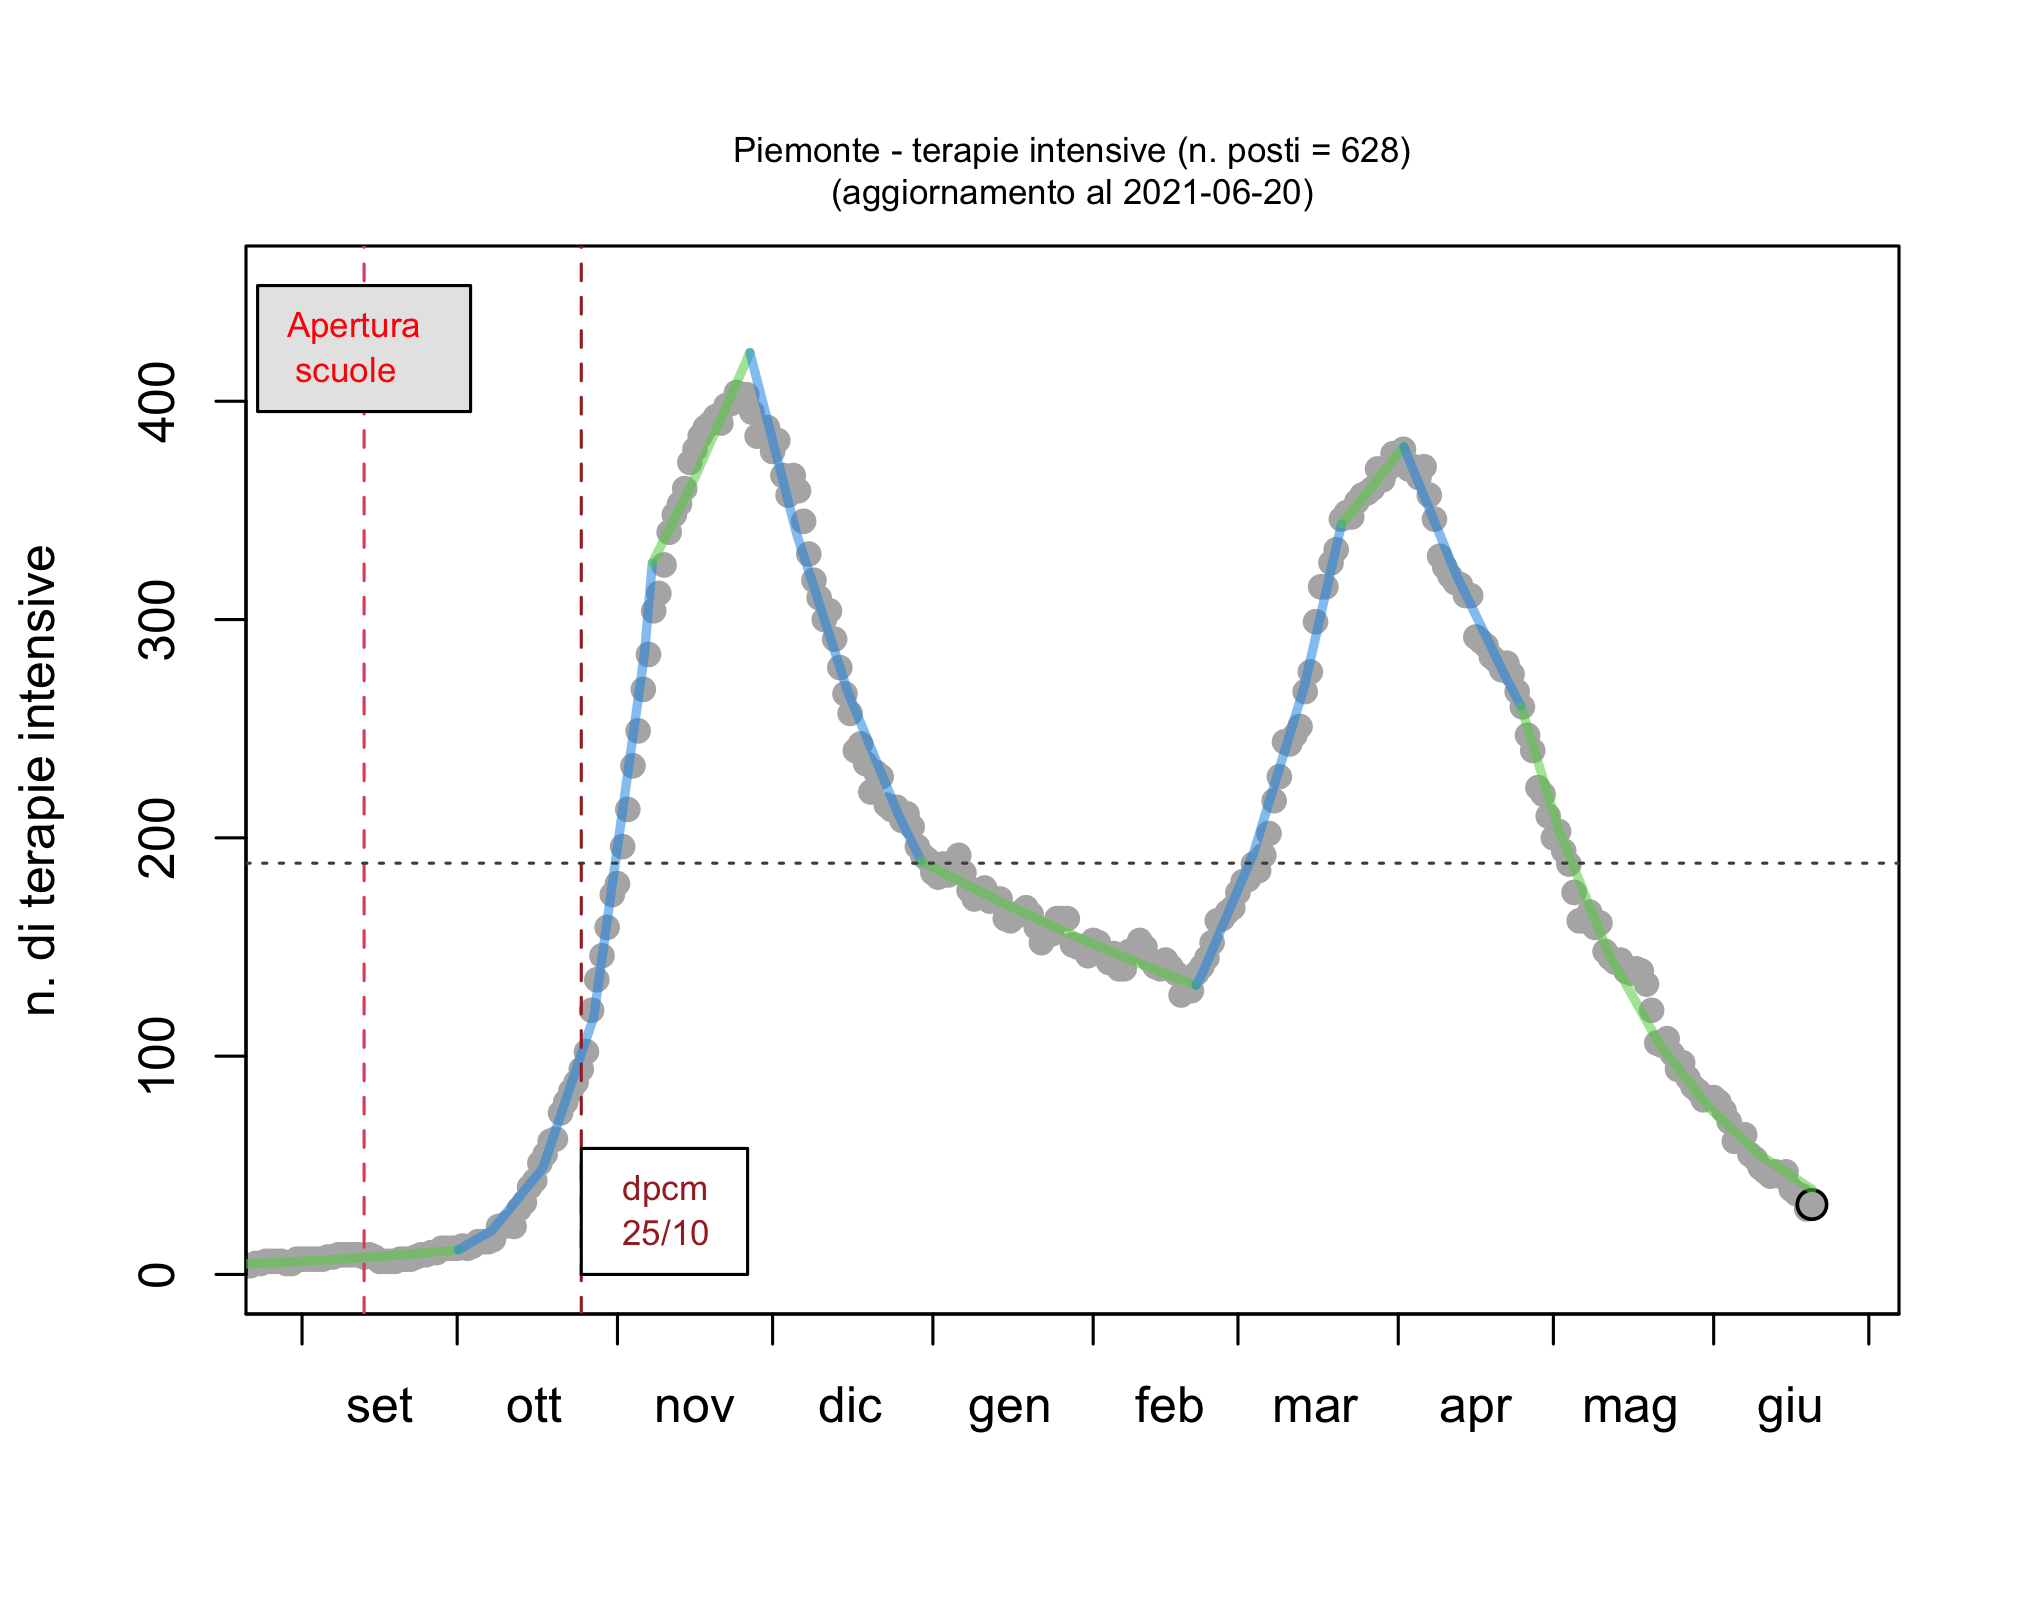 Piemonte - terapie intensive (n. posti = 628)
(aggiornamento al 2021-06-20)
Apertura
scuole
n. di terapie intensive
400
300
200
100
0
dpcm
25/10
set ott nov dic gen feb mar apr mag giu